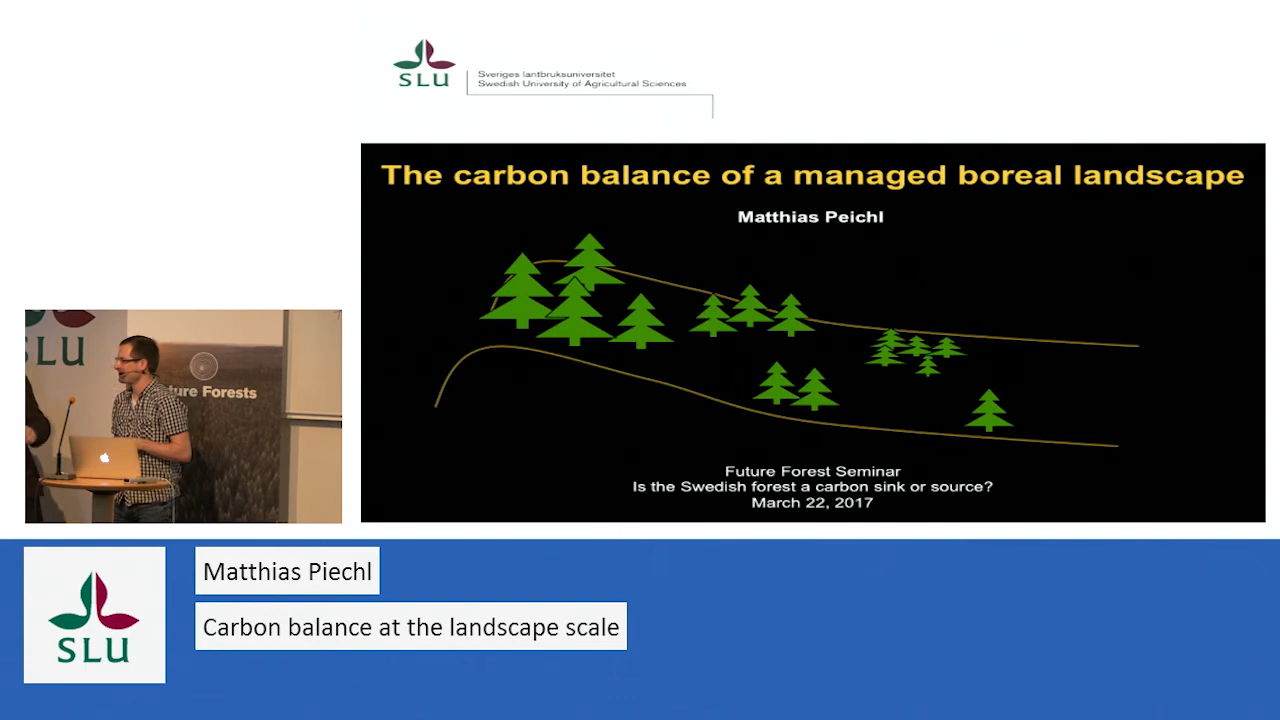 SLU
Sveriges lantbruksuniversitet
Swedish University of Agricultural Sciences
The carbon balance of a managed boreal landscape
Matthias Peichl
Future Forest Seminar
Is the Swedish forest a carbon sink or source?
March 22, 2017
SLU
ture Forests
SLU
Matthias Piechl
Carbon balance at the landscape scale